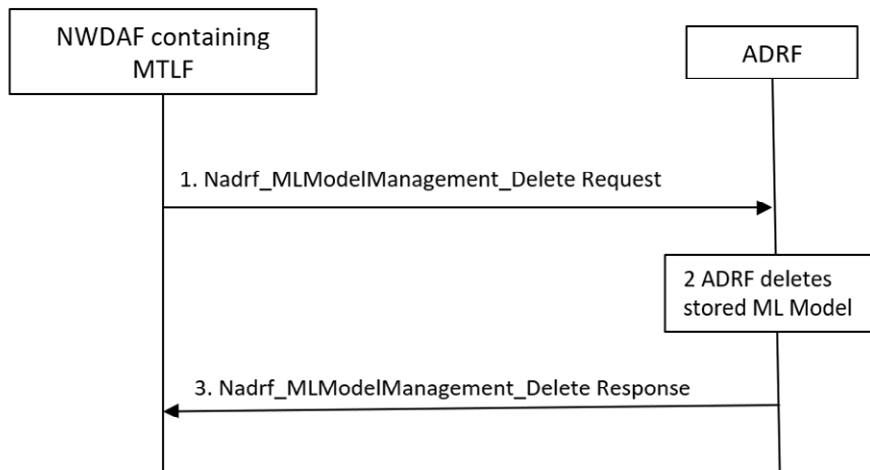 NWDAF containing
MTLF
ADRF
1. Nadrf_MLModelManagement_Delete Request
2 ADRF deletes
stored ML Model
3. Nadrf_MLModelManagement_Delete Response